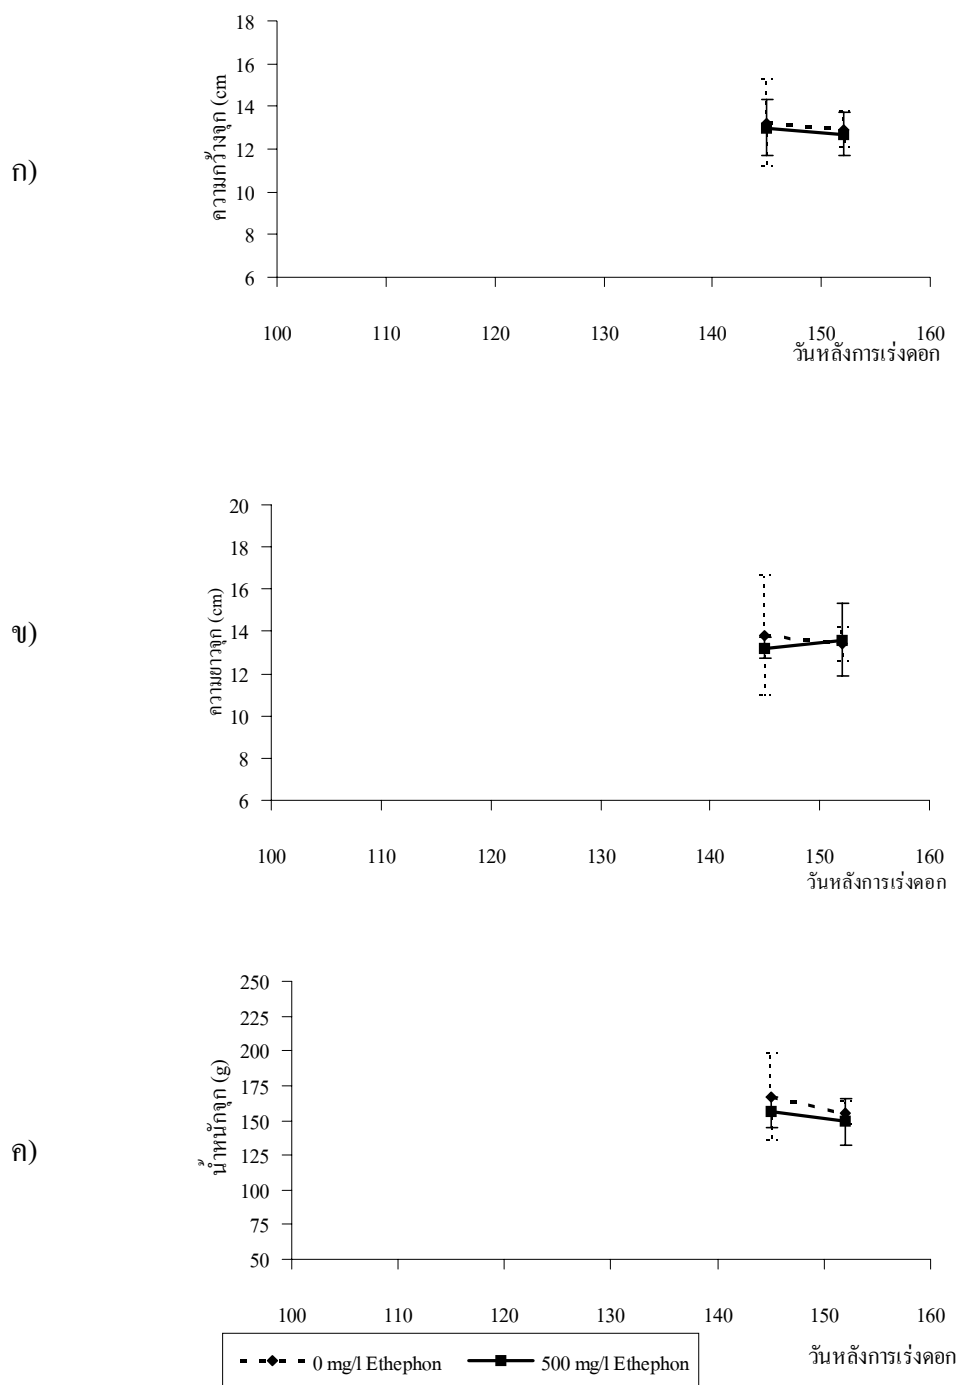 ก)
ความกว้างจุก (cm
18
16
14
12
10
8
6
100 110 120 130 140 150 160
วันหลังการเร่งดอก
ข)
ความยาวจุก (cm)
20
18
16
14
12
10
8
6
100 110 120 130 140 150 160
วันหลังการเร่งดอก
ค)
น้ำหนักจุก (g)
250
225
200
175
150
125
100
75
50
100 110 120 130 140 150 160
วันหลังการเร่งดอก
0 mg/l Ethephon 500 mg/l Ethephon